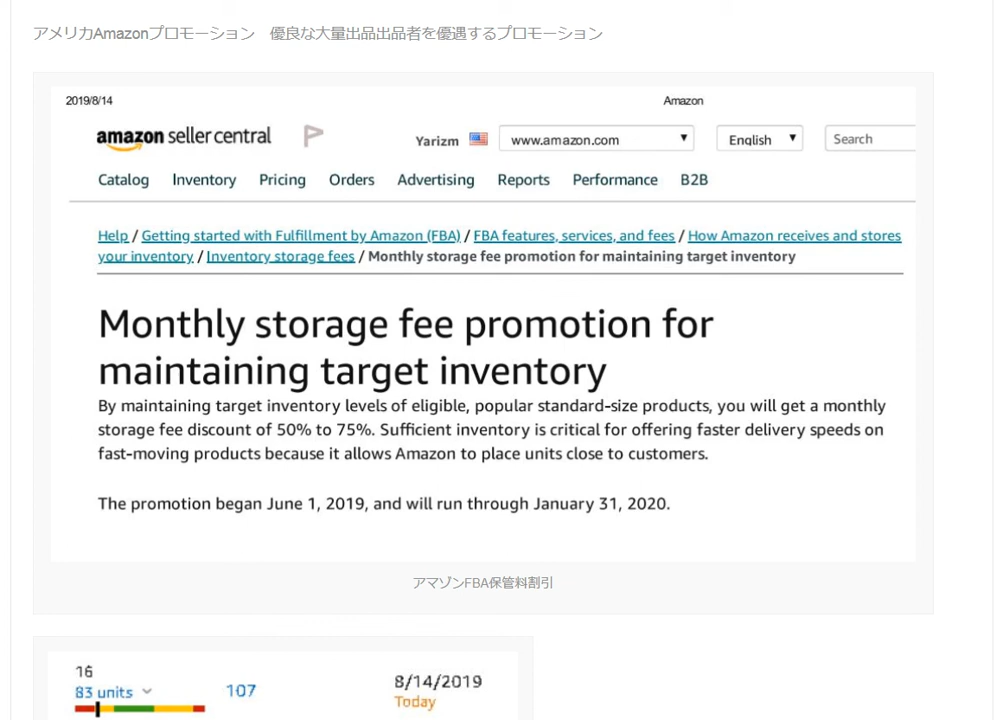 アメリカAmazonプロモーション　優良な大量出品出品者を優遇するプロモーション
2019/8/14 Amazon
amazon seller central Yarizm www.amazon.com English Search
Catalog Inventory Pricing Orders Advertising Reports Performance B2B
Help / Getting started with Fulfillment by Amazon (FBA) / FBA features, services, and fees / How Amazon receives and stores
your inventory / Inventory storage fees / Monthly storage fee promotion for maintaining target inventory
Monthly storage fee promotion for
maintaining target inventory
By maintaining target inventory levels of eligible, popular standard-size products, you will get a monthly
storage fee discount of 50% to 75%. Sufficient inventory is critical for offering faster delivery speeds on
fast-moving products because it allows Amazon to place units close to customers.
The promotion began June 1, 2019, and will run through January 31, 2020.
アマゾンFBA保管料割引
16
83 units 107 8/14/2019
Today